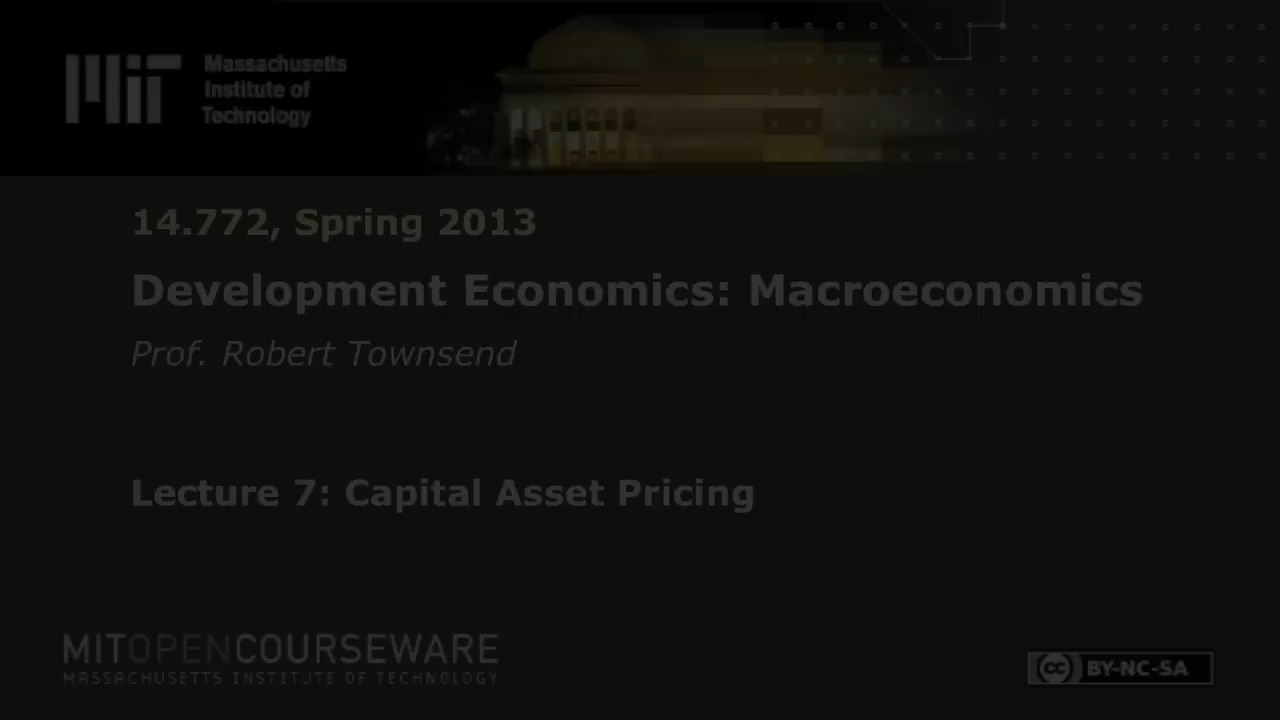 Massachusetts
Institute of
Technology
14.772, Spring 2013
Development Economics: Macroeconomics
Prof. Robert Townsend
Lecture 7: Capital Asset Pricing
MITOPENCOURSEWARE
MASSACHUSETTS INSTITUTE OF TECHNOLOGY
cc BY-NC-SA